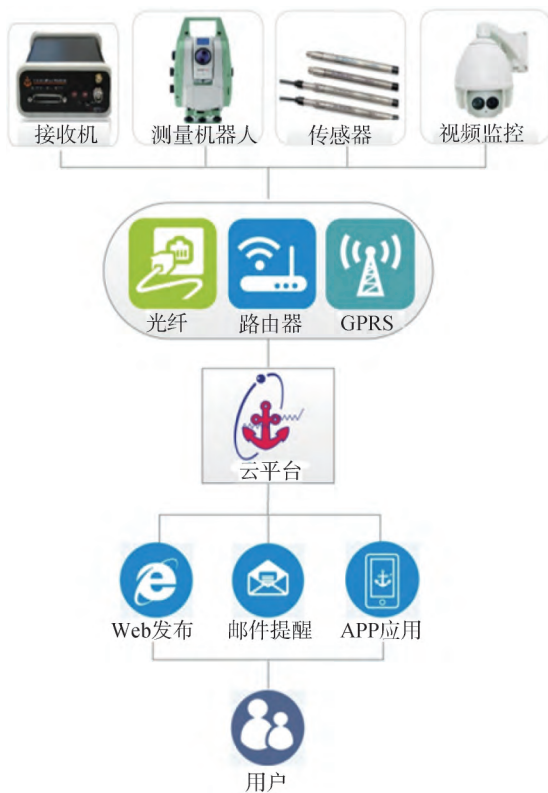 接收机
测量机器人
传感器
视频监控
光纤
路由器
GPRS
云平台
Web发布
邮件提醒
APP应用
用户